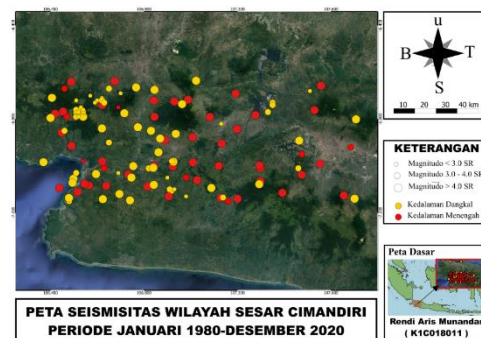 u
B T
S
10 20 30 40 km
KETERANGAN
Magnitudo < 3.0 SR
Magnitudo 3.0 - 4.0 SR
Magnitudo > 4.0 SR
Kedalaman Dangkal
Kedalaman Menengah
Peta Dasar
Rendi Aris Munandar
( K1C018011 )
PETA SEISMISITAS WILAYAH SESAR CIMANDIRI
PERIODE JANUARI 1980-DESEMBER 2020